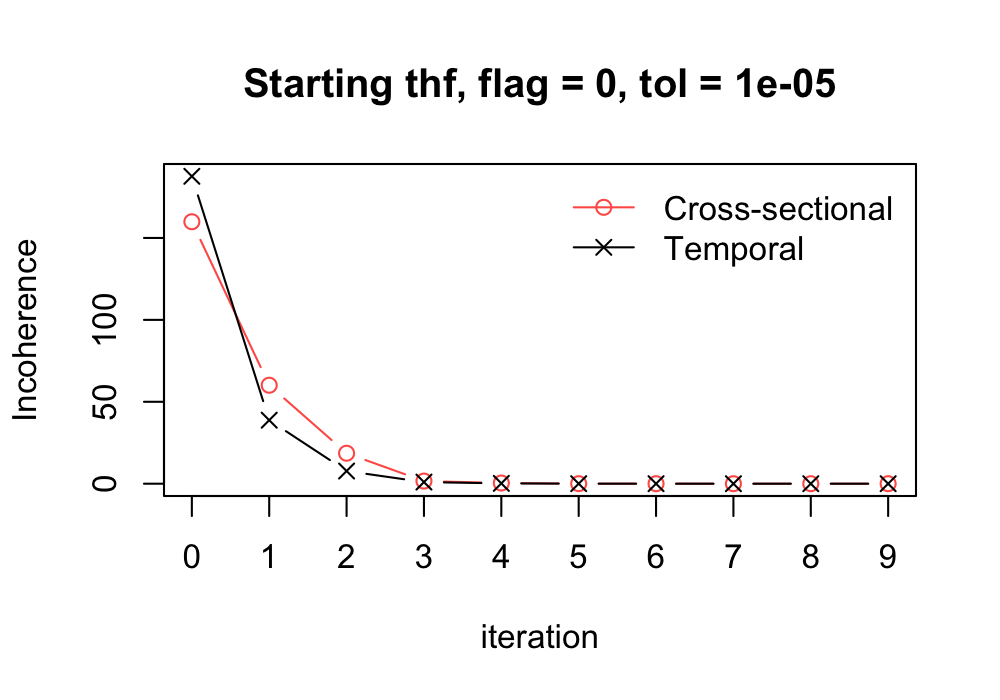 Starting thf, flag = 0, tol = 1e-05
Incoherence
100
50
0
Cross-sectional
Temporal
0 1 2 3 4 5 6 7 8 9
iteration